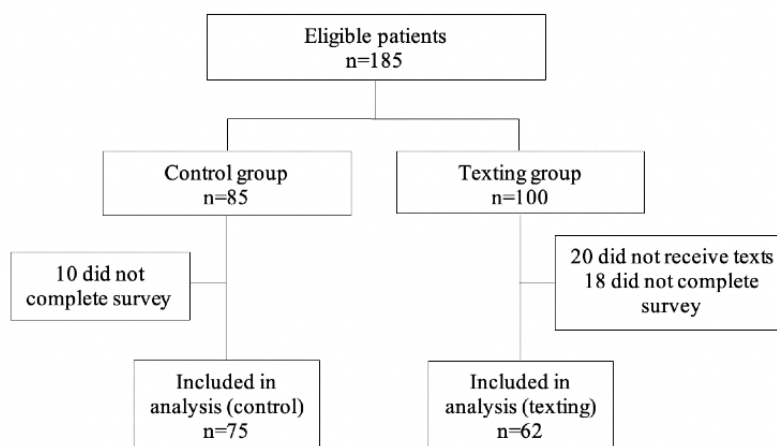 Eligible patients
n=185
Control group
n=85
Texting group
n=100
10 did not
complete survey
20 did not receive texts
18 did not complete
survey
Included in
analysis (control)
n=75
Included in
analysis (texting)
n=62